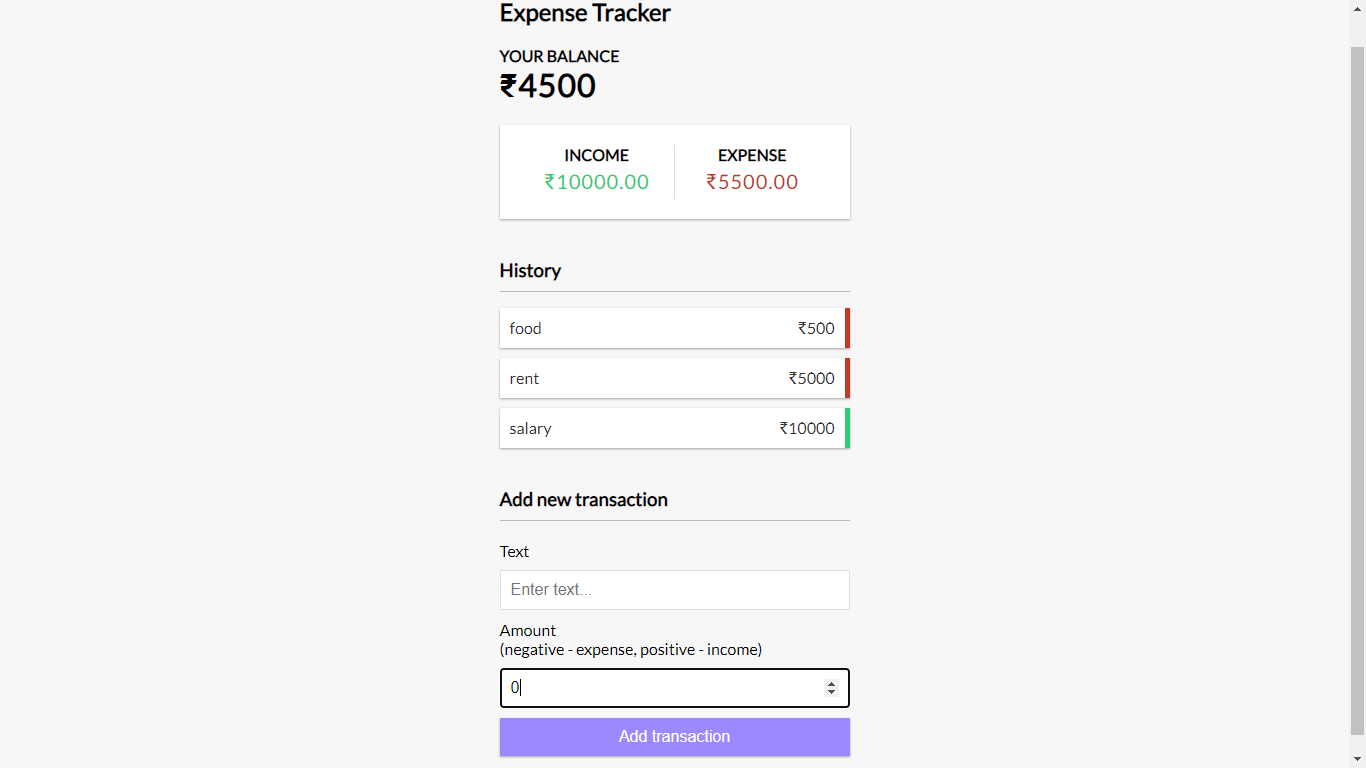 Expense Tracker
YOUR BALANCE
₹4500
INCOME EXPENSE
₹10000.00 ₹5500.00
History
food ₹500
rent ₹5000
salary ₹10000
Add new transaction
Text
Enter text...
Amount
(negative - expense, positive - income)
0
Add transaction